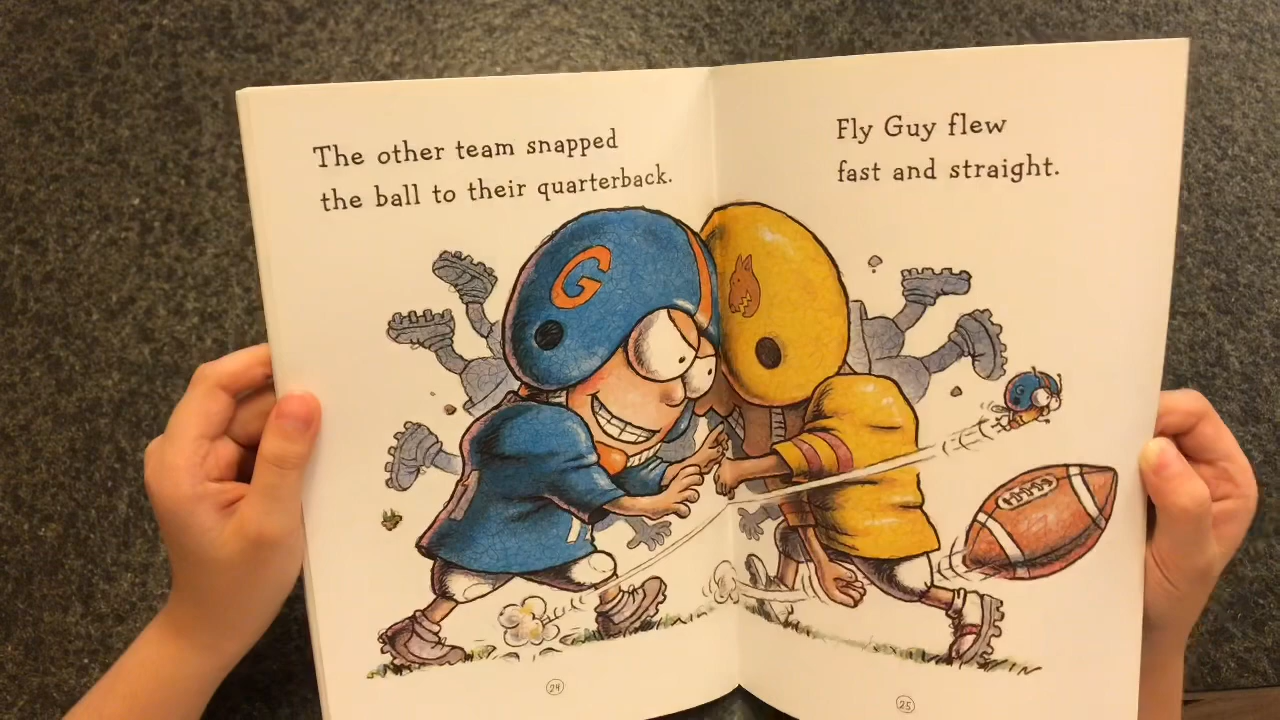 The other team snapped
the ball to their quarterback.
G
24
Fly Guy flew
fast and straight.
25